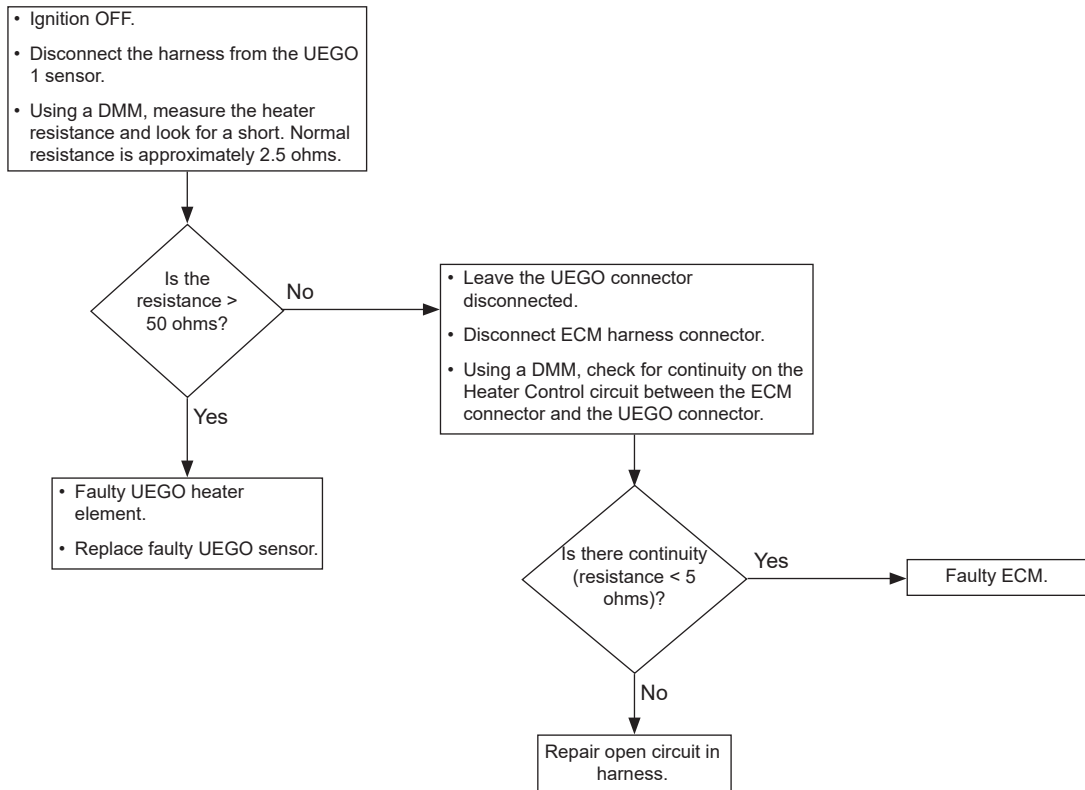 • Ignition OFF.
• Disconnect the harness from the UEGO
1 sensor.
• Using a DMM, measure the heater
resistance and look for a short. Normal
resistance is approximately 2.5 ohms.
Is the
resistance >
50 ohms?
No
Yes
• Leave the UEGO connector
disconnected.
• Disconnect ECM harness connector.
• Using a DMM, check for continuity on the
Heater Control circuit between the ECM
connector and the UEGO connector.
• Faulty UEGO heater
element.
• Replace faulty UEGO sensor.
Is there continuity
(resistance < 5
ohms)?
Yes
Faulty ECM.
No
Repair open circuit in
harness.